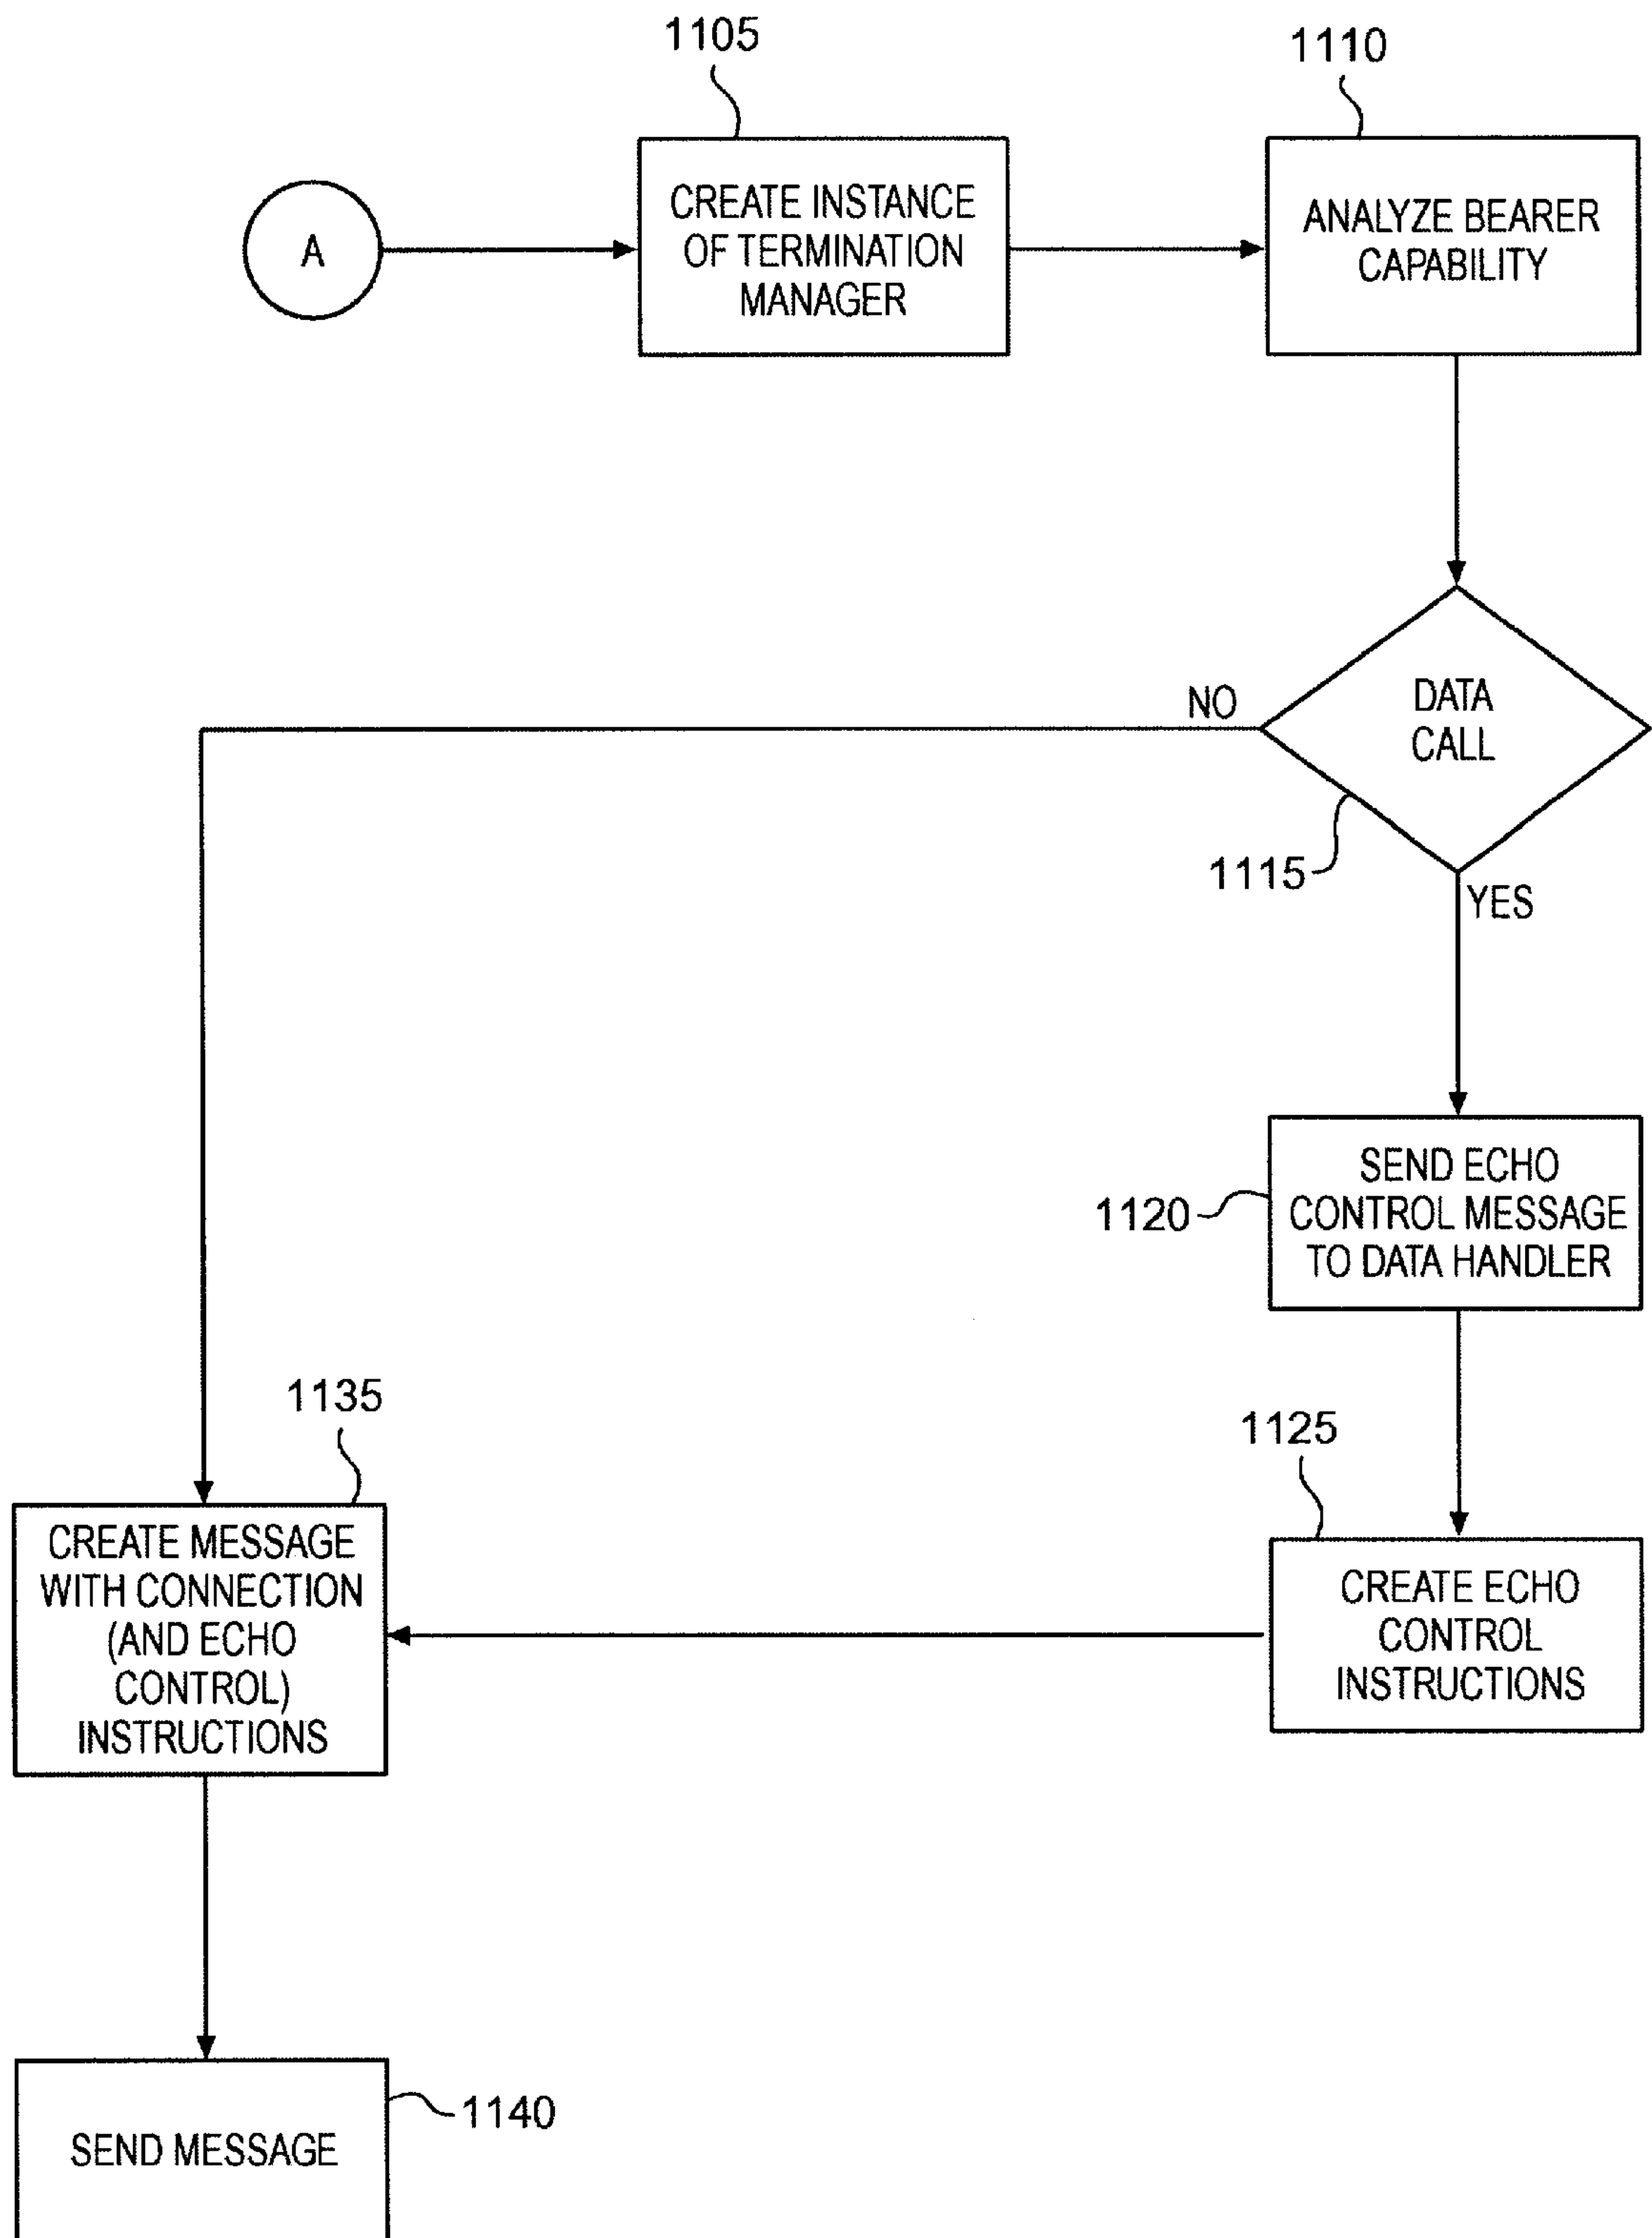 1105
1110
A
CREATE INSTANCE
OF TERMINATION
MANAGER
ANALYZE BEARER
CAPABILITY
NO
DATA
CALL
1115
YES
1120
SEND ECHO
CONTROL MESSAGE
TO DATA HANDLER
1135
1125
CREATE MESSAGE
WITH CONNECTION
(AND ECHO
CONTROL)
INSTRUCTIONS
CREATE ECHO
CONTROL
INSTRUCTIONS
1140
SEND MESSAGE